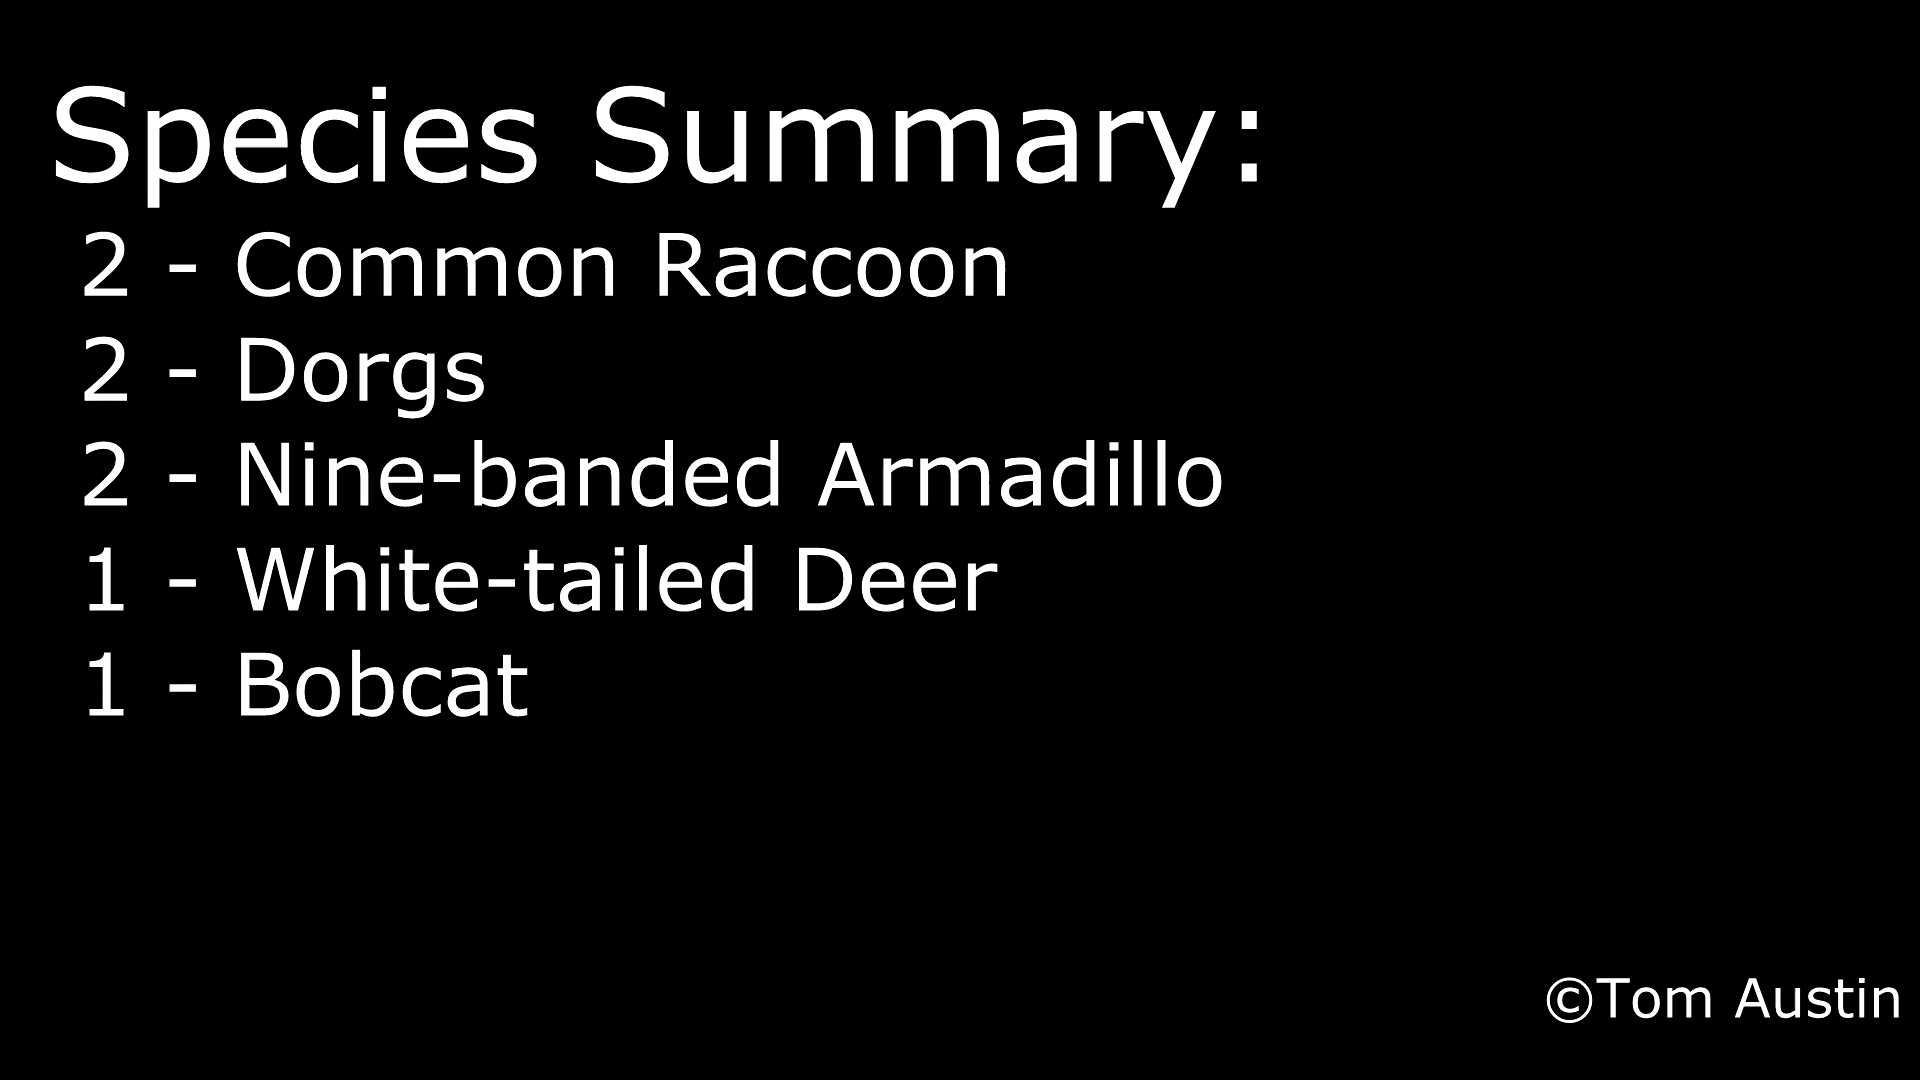 Species Summary:
2 - Common Raccoon
2 - Dorgs
2 - Nine-banded Armadillo
1 - White-tailed Deer
1 - Bobcat
©Tom Austin